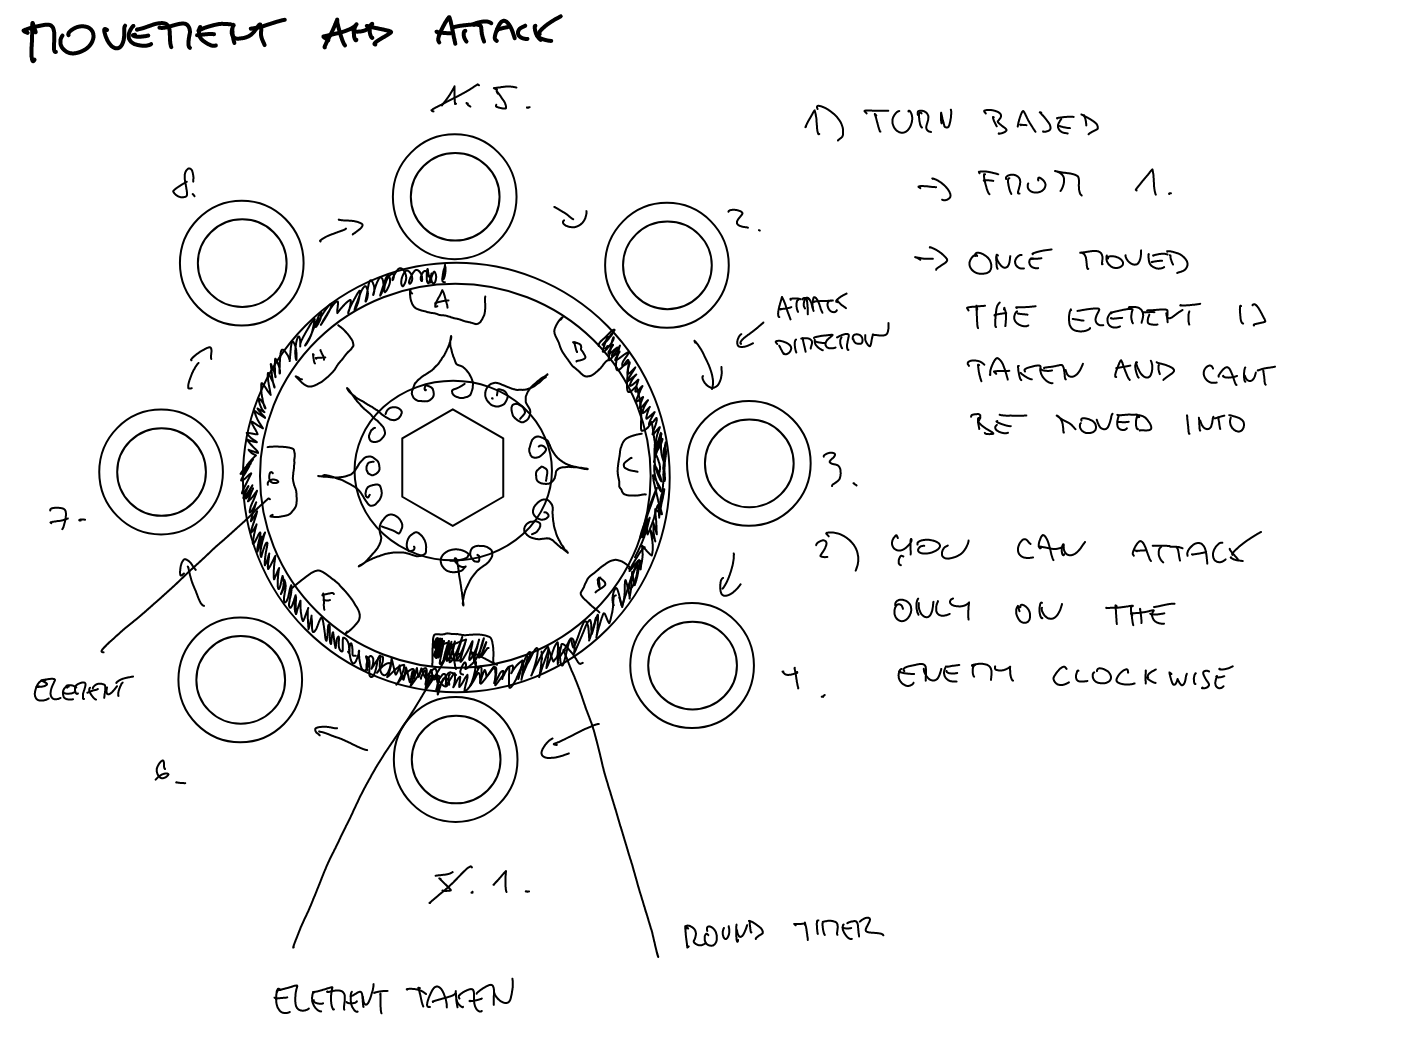 MOVEMENT AND ATTACK
1. 5.
8.
2.
ATTACK
DIRECTION
A
B
H
C
G
3.
7.
D
F
ELEMENT
4.
6.
5. 1.
ROUND TIMER
ELEMENT TAKEN
1) TURN BASED
→ FROM 1.
→ ONCE MOVED
THE ELEMENT IS
TAKEN AND CANT
BE MOVED INTO
2) YOU CAN ATTACK
ONLY ON THE
ENEMY CLOCKWISE